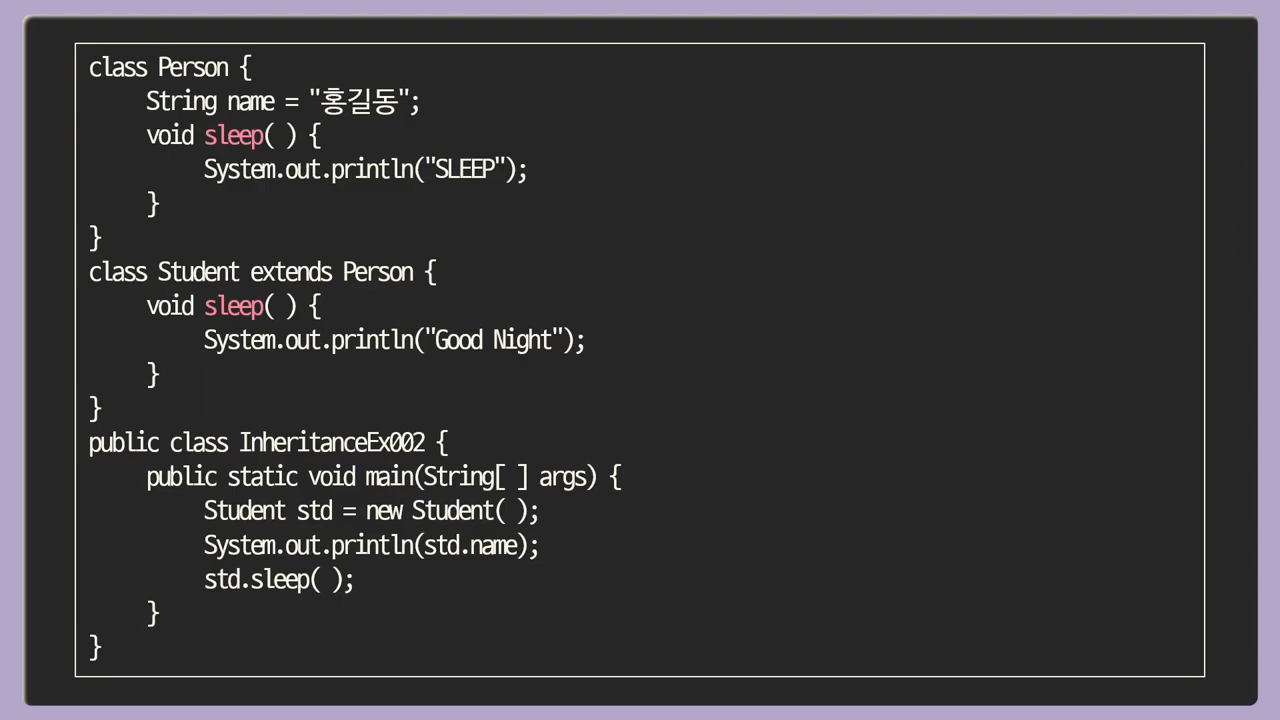 class Person {
String name = "홍길동";
void sleep( ) {
System.out.println("SLEEP");
}
}
class Student extends Person {
void sleep( ) {
System.out.println("Good Night");
}
}
public class InheritanceEx002 {
public static void main(String[ ] args) {
Student std = new Student( );
System.out.println(std.name);
std.sleep( );
}
}